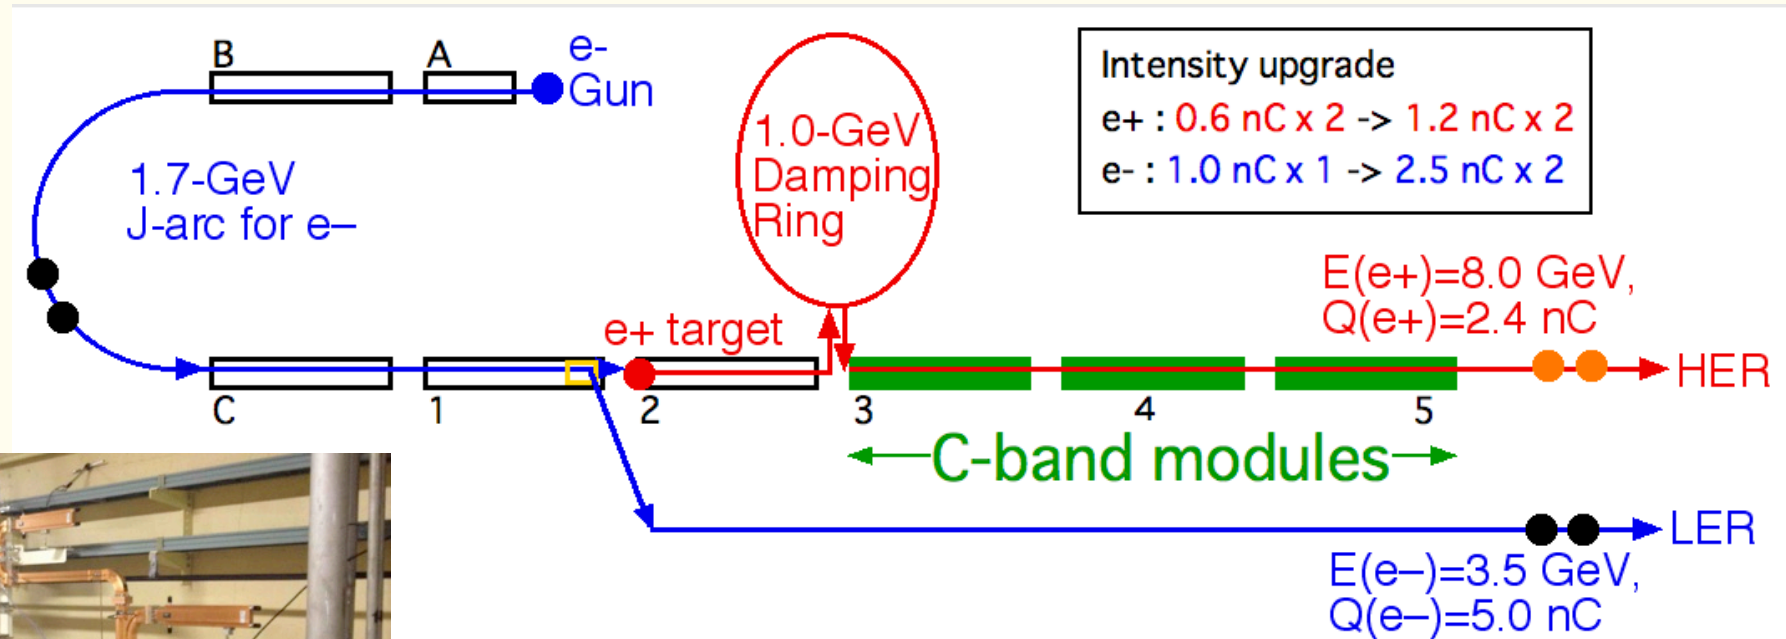 B
A
e-
Gun
1.7-GeV
J-arc for e–
1.0-GeV
Damping
Ring
Intensity upgrade
e+ : 0.6 nC x 2 -> 1.2 nC x 2
e- : 1.0 nC x 1 -> 2.5 nC x 2
E(e+)=8.0 GeV,
Q(e+)=2.4 nC
e+ target
HER
C
1
2
3
4
5
C-band modules
LER
E(e–)=3.5 GeV,
Q(e–)=5.0 nC